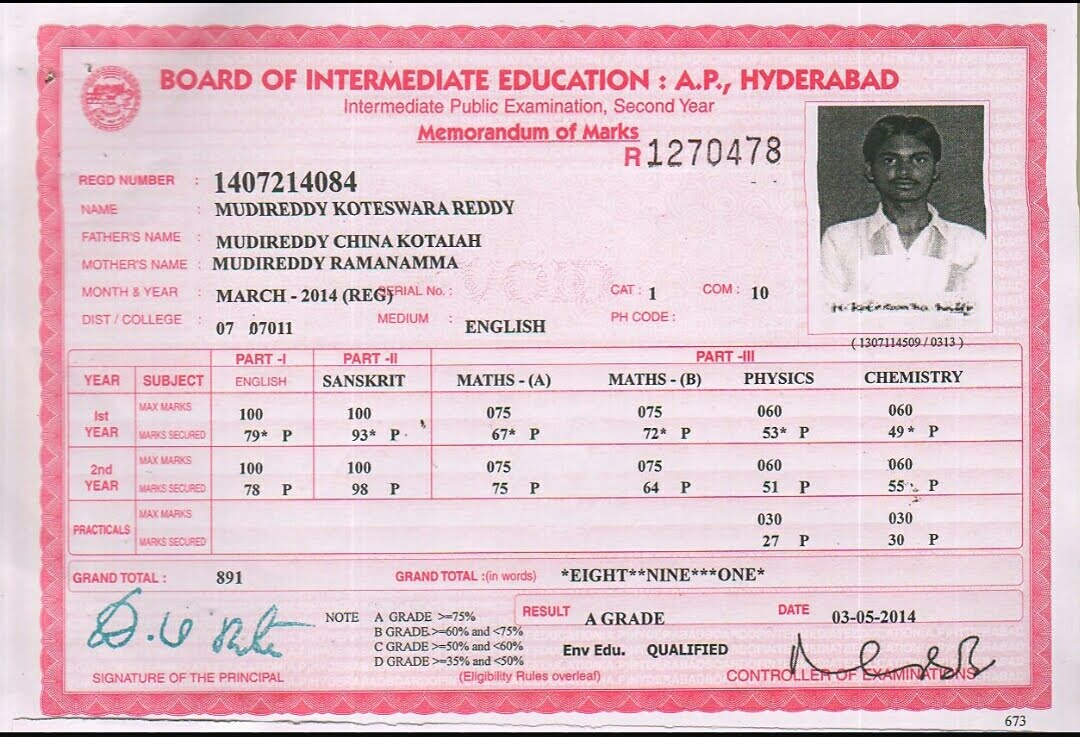 BOARD OF INTERMEDIATE EDUCATION : A.P., HYDERABAD
Intermediate Public Examination, Second Year
Memorandum of Marks
R 1270478
REGD NUMBER : 1407214084
NAME : MUDIREDDY KOTESWARA REDDY
FATHER'S NAME : MUDIREDDY CHINA KOTAIAH
MOTHER'S NAME : MUDIREDDY RAMANAMMA
MONTH & YEAR : MARCH - 2014 (REG) SERIAL No. : CAT : 1 COM : 10
DIST / COLLEGE : 07 07011 MEDIUM : ENGLISH PH CODE :
( 1307114509 / 0313 )
PART -I PART -II PART -III
YEAR SUBJECT ENGLISH SANSKRIT MATHS - (A) MATHS - (B) PHYSICS CHEMISTRY
Ist YEAR MAX MARKS 100 100 075 075 060 060
MARKS SECURED 79* P 93* P 67* P 72* P 53* P 49* P
2nd YEAR MAX MARKS 100 100 075 075 060 060
MARKS SECURED 78 P 98 P 75 P 64 P 51 P 55 P
PRACTICALS MAX MARKS 030 030
MARKS SECURED 27 P 30 P
GRAND TOTAL : 891 GRAND TOTAL :(in words) *EIGHT**NINE***ONE*
NOTE A GRADE >=75% RESULT A GRADE DATE 03-05-2014
B GRADE.>=60% and <75%
C GRADE >=50% and <60% Env Edu. QUALIFIED
D GRADE >=35% and <50%
SIGNATURE OF THE PRINCIPAL (Eligibility Rules overleaf) CONTROLLER OF EXAMINATIONS
673